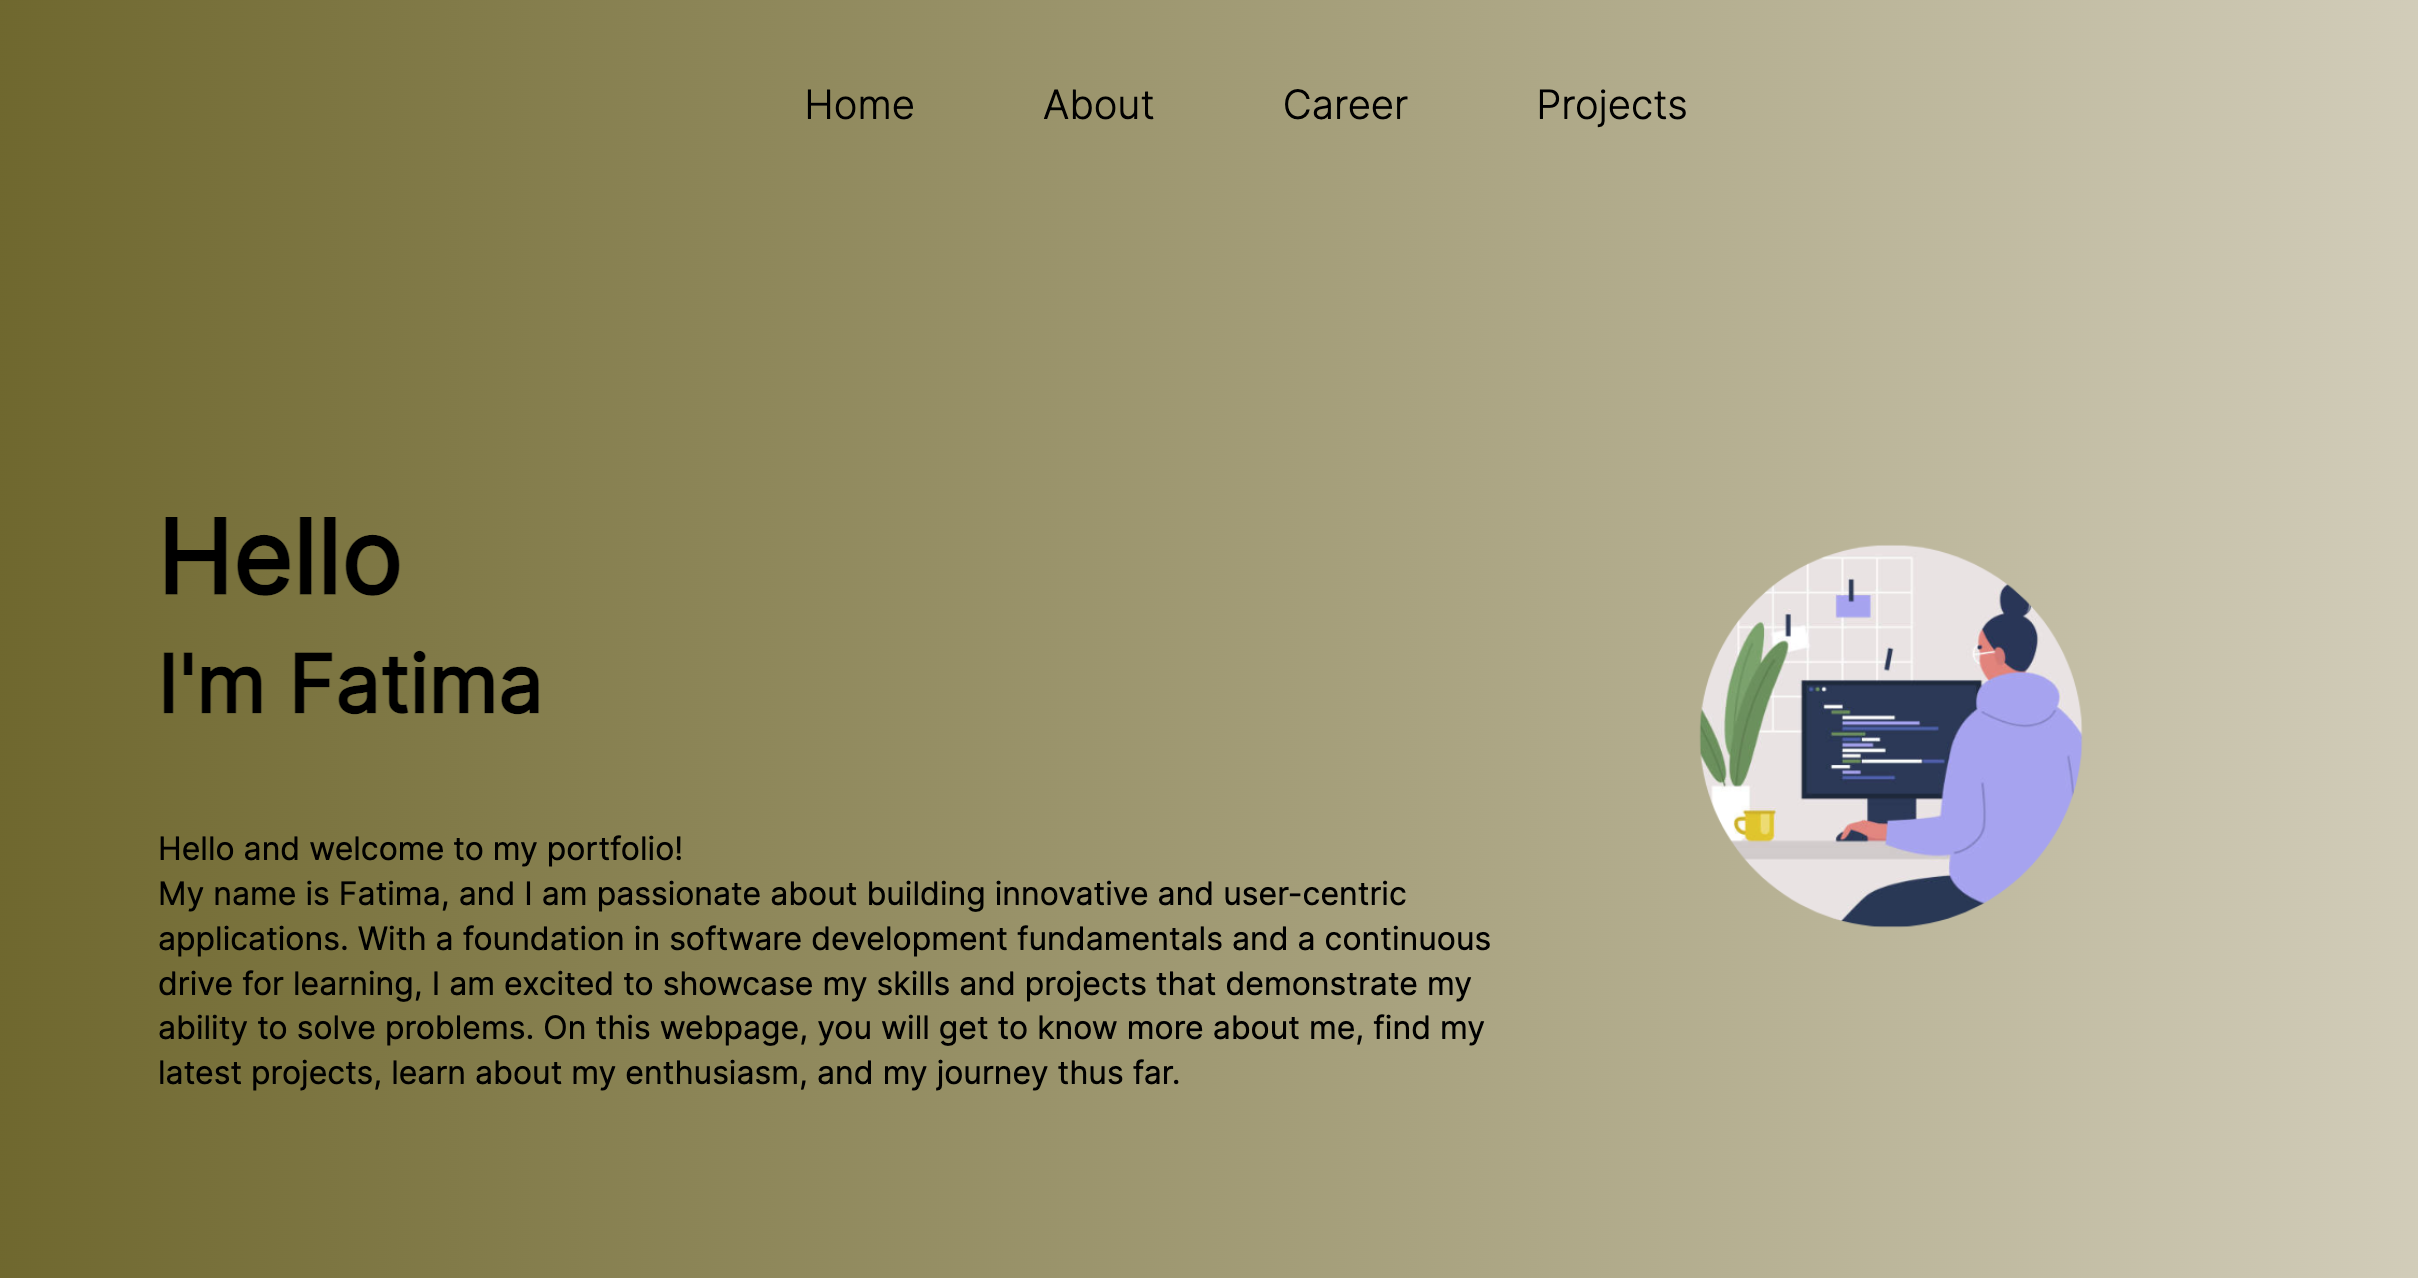 Home About Career Projects
Hello
I'm Fatima
Hello and welcome to my portfolio!
My name is Fatima, and I am passionate about building innovative and user-centric
applications. With a foundation in software development fundamentals and a continuous
drive for learning, I am excited to showcase my skills and projects that demonstrate my
ability to solve problems. On this webpage, you will get to know more about me, find my
latest projects, learn about my enthusiasm, and my journey thus far.